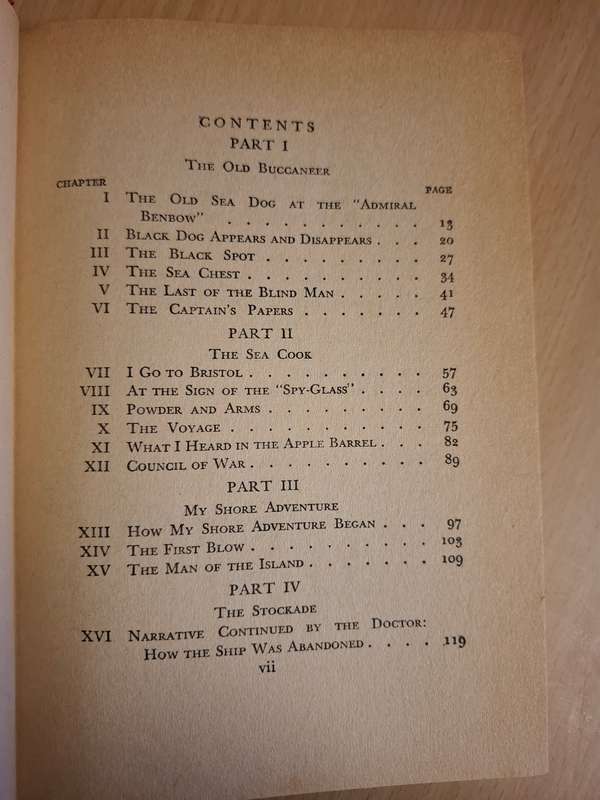 CONTENTS
PART I
THE OLD BUCCANEER
CHAPTER PAGE
I THE OLD SEA DOG AT THE "ADMIRAL
BENBOW" . . . . . . . . . . . 13
II BLACK DOG APPEARS AND DISAPPEARS . . . 20
III THE BLACK SPOT . . . . . . . . . 27
IV THE SEA CHEST . . . . . . . . . . 34
V THE LAST OF THE BLIND MAN . . . . . 41
VI THE CAPTAIN'S PAPERS . . . . . . . 47
PART II
THE SEA COOK
VII I GO TO BRISTOL . . . . . . . . . . 57
VIII AT THE SIGN OF THE "SPY-GLASS" . . . . 63
IX POWDER AND ARMS . . . . . . . . . 69
X THE VOYAGE . . . . . . . . . . . 75
XI WHAT I HEARD IN THE APPLE BARREL . . . 82
XII COUNCIL OF WAR . . . . . . . . . . 89
PART III
MY SHORE ADVENTURE
XIII HOW MY SHORE ADVENTURE BEGAN . . . 97
XIV THE FIRST BLOW . . . . . . . . . . 103
XV THE MAN OF THE ISLAND . . . . . . . 109
PART IV
THE STOCKADE
XVI NARRATIVE CONTINUED BY THE DOCTOR:
HOW THE SHIP WAS ABANDONED . . . . 119
vii